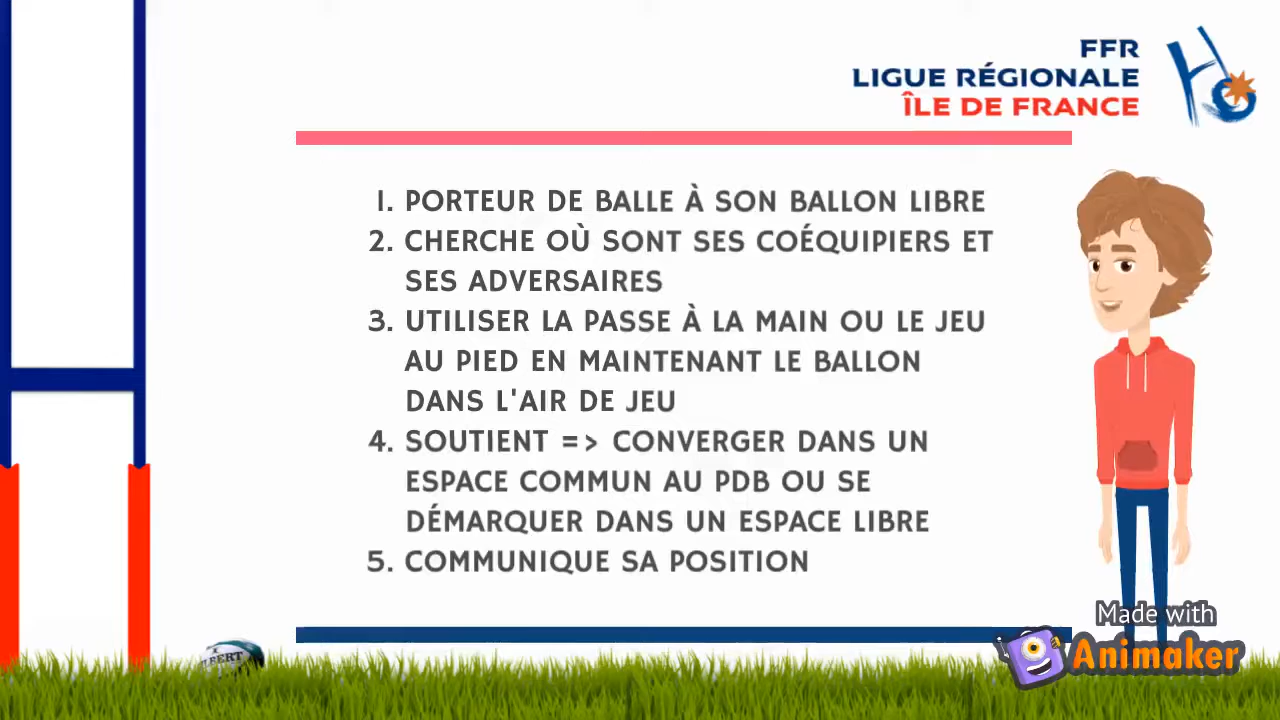 FFR
LIGUE RÉGIONALE
ÎLE DE FRANCE
1. PORTEUR DE BALLE À SON BALLON LIBRE
2. CHERCHE OÙ SONT SES COÉQUIPIERS ET
SES ADVERSAIRES
3. UTILISER LA PASSE À LA MAIN OU LE JEU
AU PIED EN MAINTENANT LE BALLON
DANS L'AIR DE JEU
4. SOUTIENT => CONVERGER DANS UN
ESPACE COMMUN AU PDB OU SE
DÉMARQUER DANS UN ESPACE LIBRE
5. COMMUNIQUE SA POSITION
Made with
Animaker